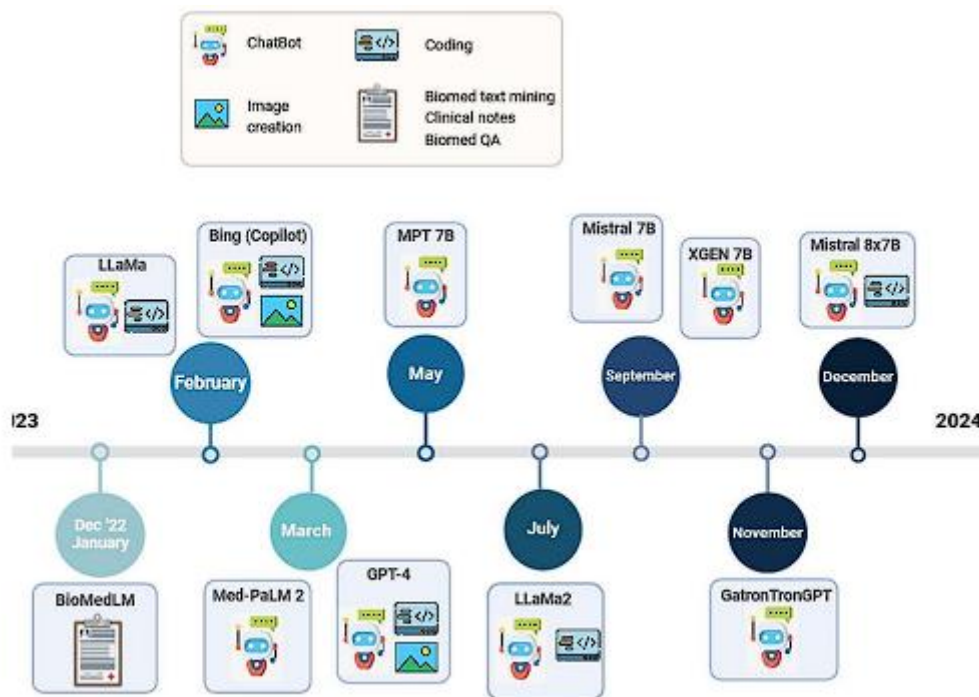 ChatBot
Coding
Image
creation
Biomed text mining
Clinical notes
Biomed QA
LLaMa
Bing (Copilot)
MPT 7B
Mistral 7B
XGEN 7B
Mistral 8x7B
February
May
September
December
023
2024
Dec '22
January
March
July
November
BioMedLM
Med-PaLM 2
GPT-4
LLaMa2
GatronTronGPT